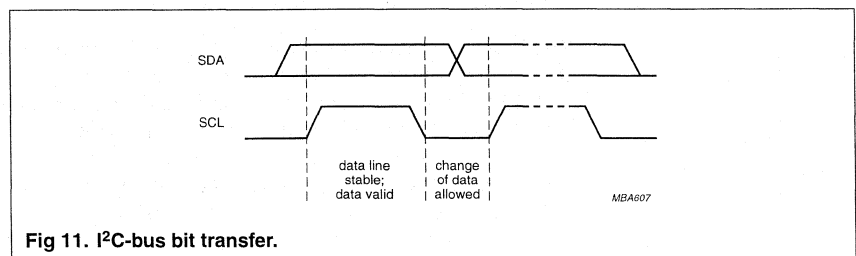 SDA
SCL
data line
stable;
data valid
change
of data
allowed
MBA607
Fig 11. I²C-bus bit transfer.